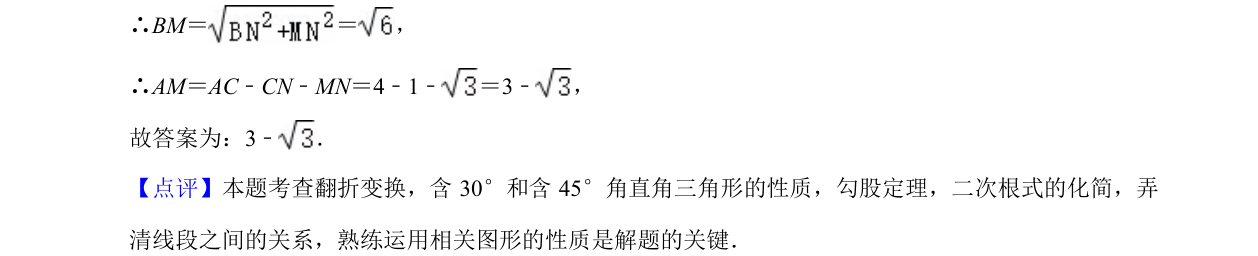 ∴BM＝√(BN²+MN²)＝√6，
∴AM＝AC﹣CN﹣MN＝4﹣1﹣√3＝3﹣√3，
故答案为：3﹣√3．
【点评】本题考查翻折变换，含 30° 和含 45° 角直角三角形的性质，勾股定理，二次根式的化简，弄
清线段之间的关系，熟练运用相关图形的性质是解题的关键．